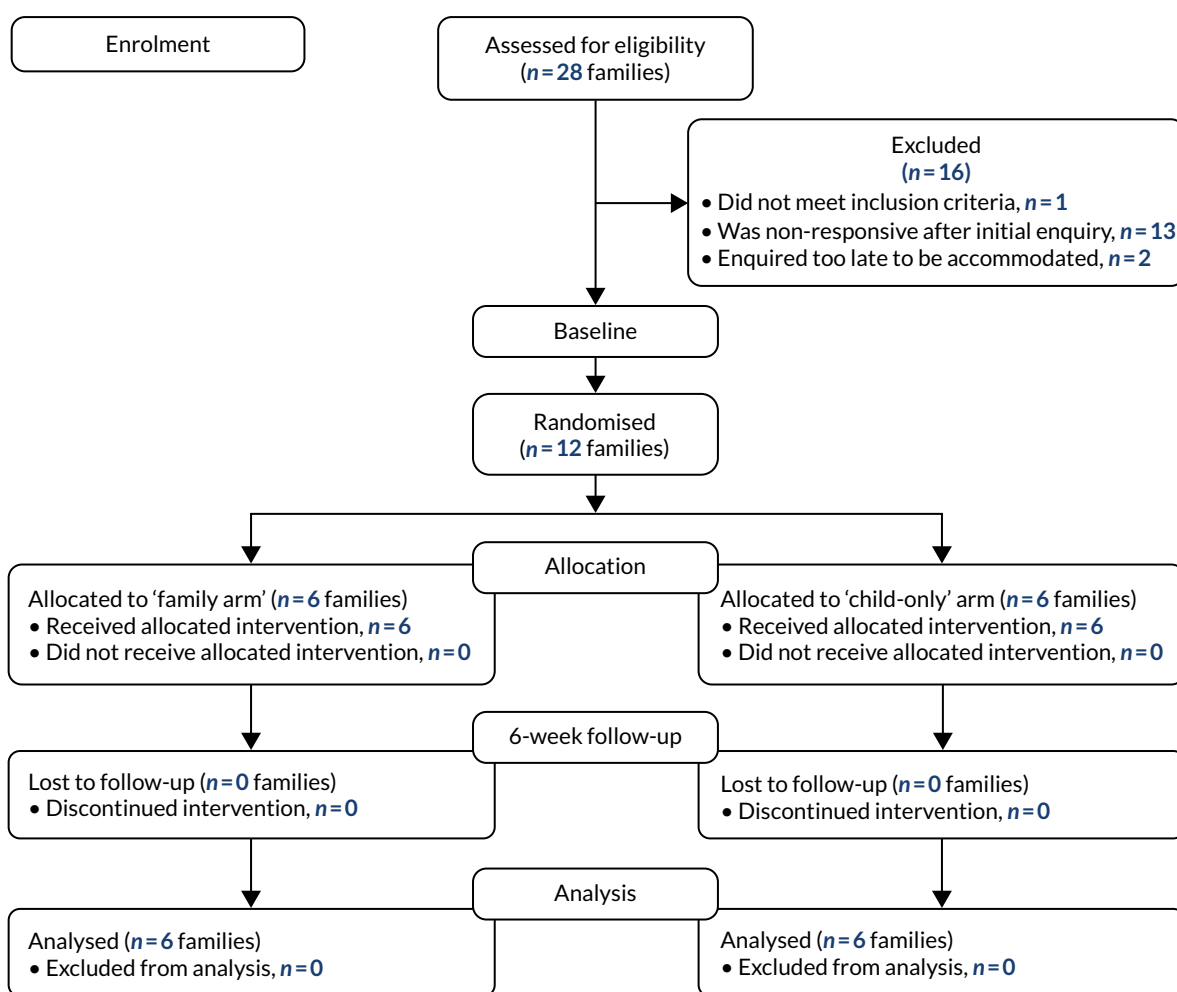 Enrolment
Assessed for eligibility
(n=28 families)
Excluded
(n=16)
• Did not meet inclusion criteria, n=1
• Was non-responsive after initial enquiry, n=13
• Enquired too late to be accommodated, n=2
Baseline
Randomised
(n=12 families)
Allocation
Allocated to ‘family arm’ (n=6 families)
• Received allocated intervention, n=6
• Did not receive allocated intervention, n=0
Allocated to ‘child-only’ arm (n=6 families)
• Received allocated intervention, n=6
• Did not receive allocated intervention, n=0
6-week follow-up
Lost to follow-up (n=0 families)
• Discontinued intervention, n=0
Lost to follow-up (n=0 families)
• Discontinued intervention, n=0
Analysis
Analysed (n=6 families)
• Excluded from analysis, n=0
Analysed (n=6 families)
• Excluded from analysis, n=0